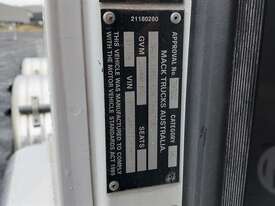 21180260
APPROVAL No.
CATEGORY
MACK TRUCKS AUSTRALIA.
GVM
SEATS
VIN
THIS VEHICLE WAS MANUFACTURED TO COMPLY
WITH THE MOTOR VEHICLE STANDARDS ACT 1989